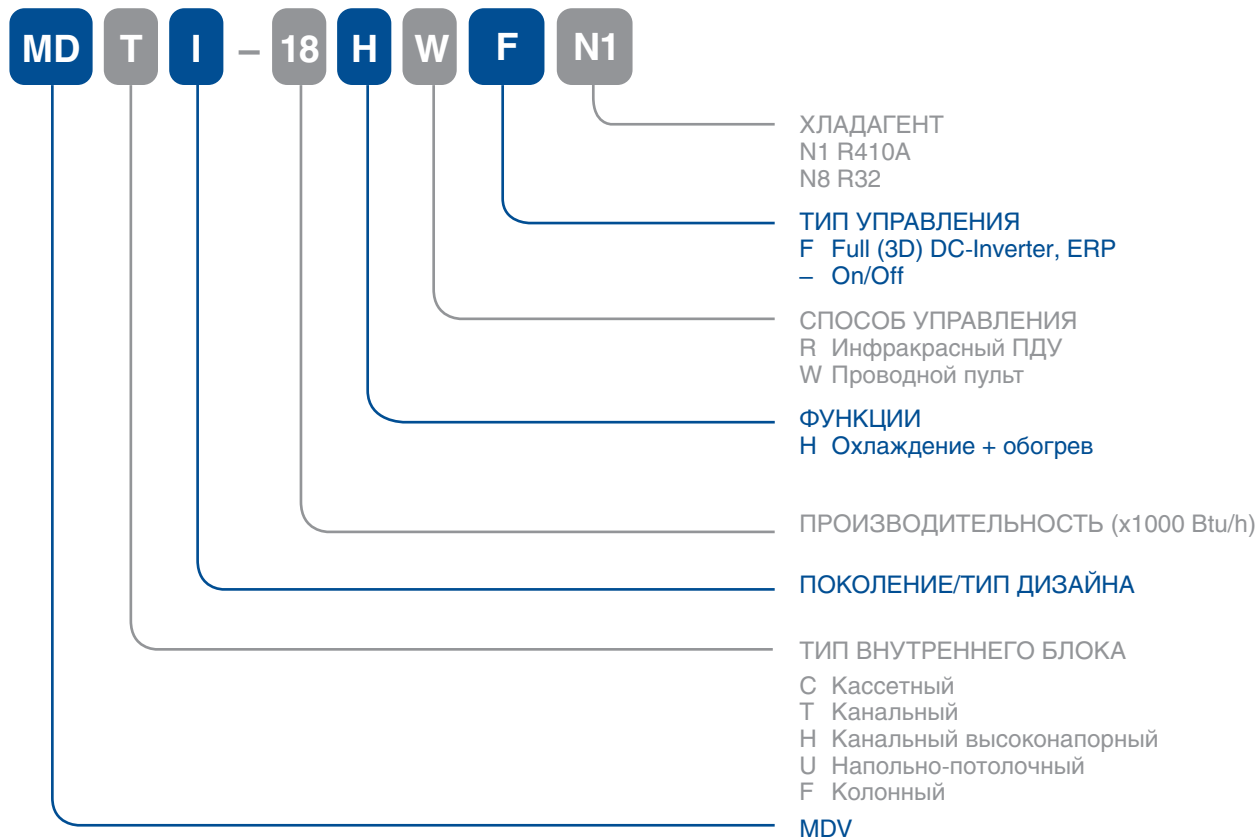 MD T I – 18 H W F N1
ХЛАДАГЕНТ
N1 R410A
N8 R32
ТИП УПРАВЛЕНИЯ
F Full (3D) DC-Inverter, ERP
– On/Off
СПОСОБ УПРАВЛЕНИЯ
R Инфракрасный ПДУ
W Проводной пульт
ФУНКЦИИ
H Охлаждение + обогрев
ПРОИЗВОДИТЕЛЬНОСТЬ (x1000 Btu/h)
ПОКОЛЕНИЕ/ТИП ДИЗАЙНА
ТИП ВНУТРЕННЕГО БЛОКА
C Кассетный
T Канальный
H Канальный высоконапорный
U Напольно-потолочный
F Колонный
MDV